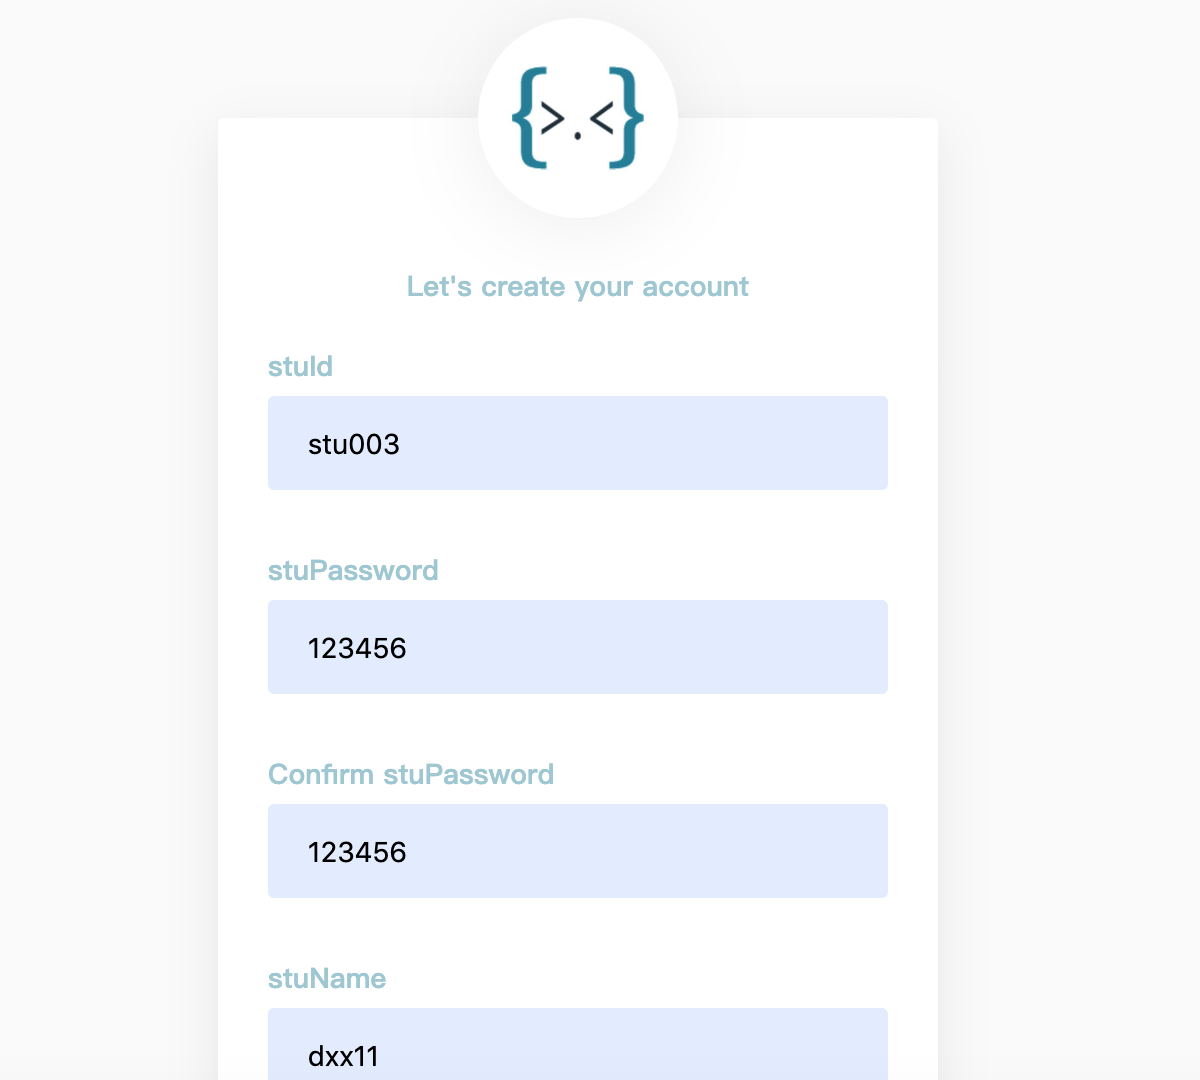 {>.<}
Let's create your account
stuId
stu003
stuPassword
123456
Confirm stuPassword
123456
stuName
dxx11